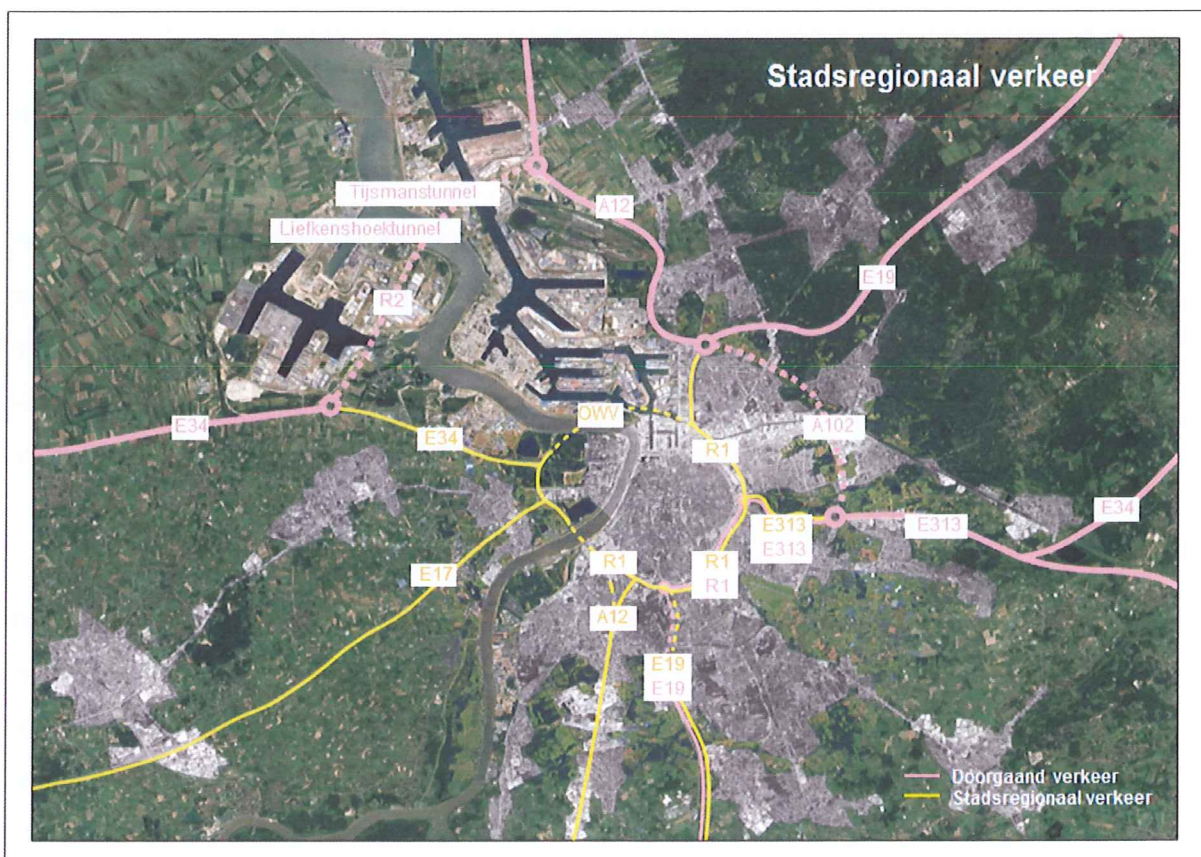 Stadsregionaal verkeer
Tijsmanstunnel
A12
Liefkenshoektunnel
E19
R2
OWV
E34
E34
A102
R1
E34
E313
E313
E313
R1
R1
R1
E17
A12
E19
E19
Doorgaand verkeer
Stadsregionaal verkeer